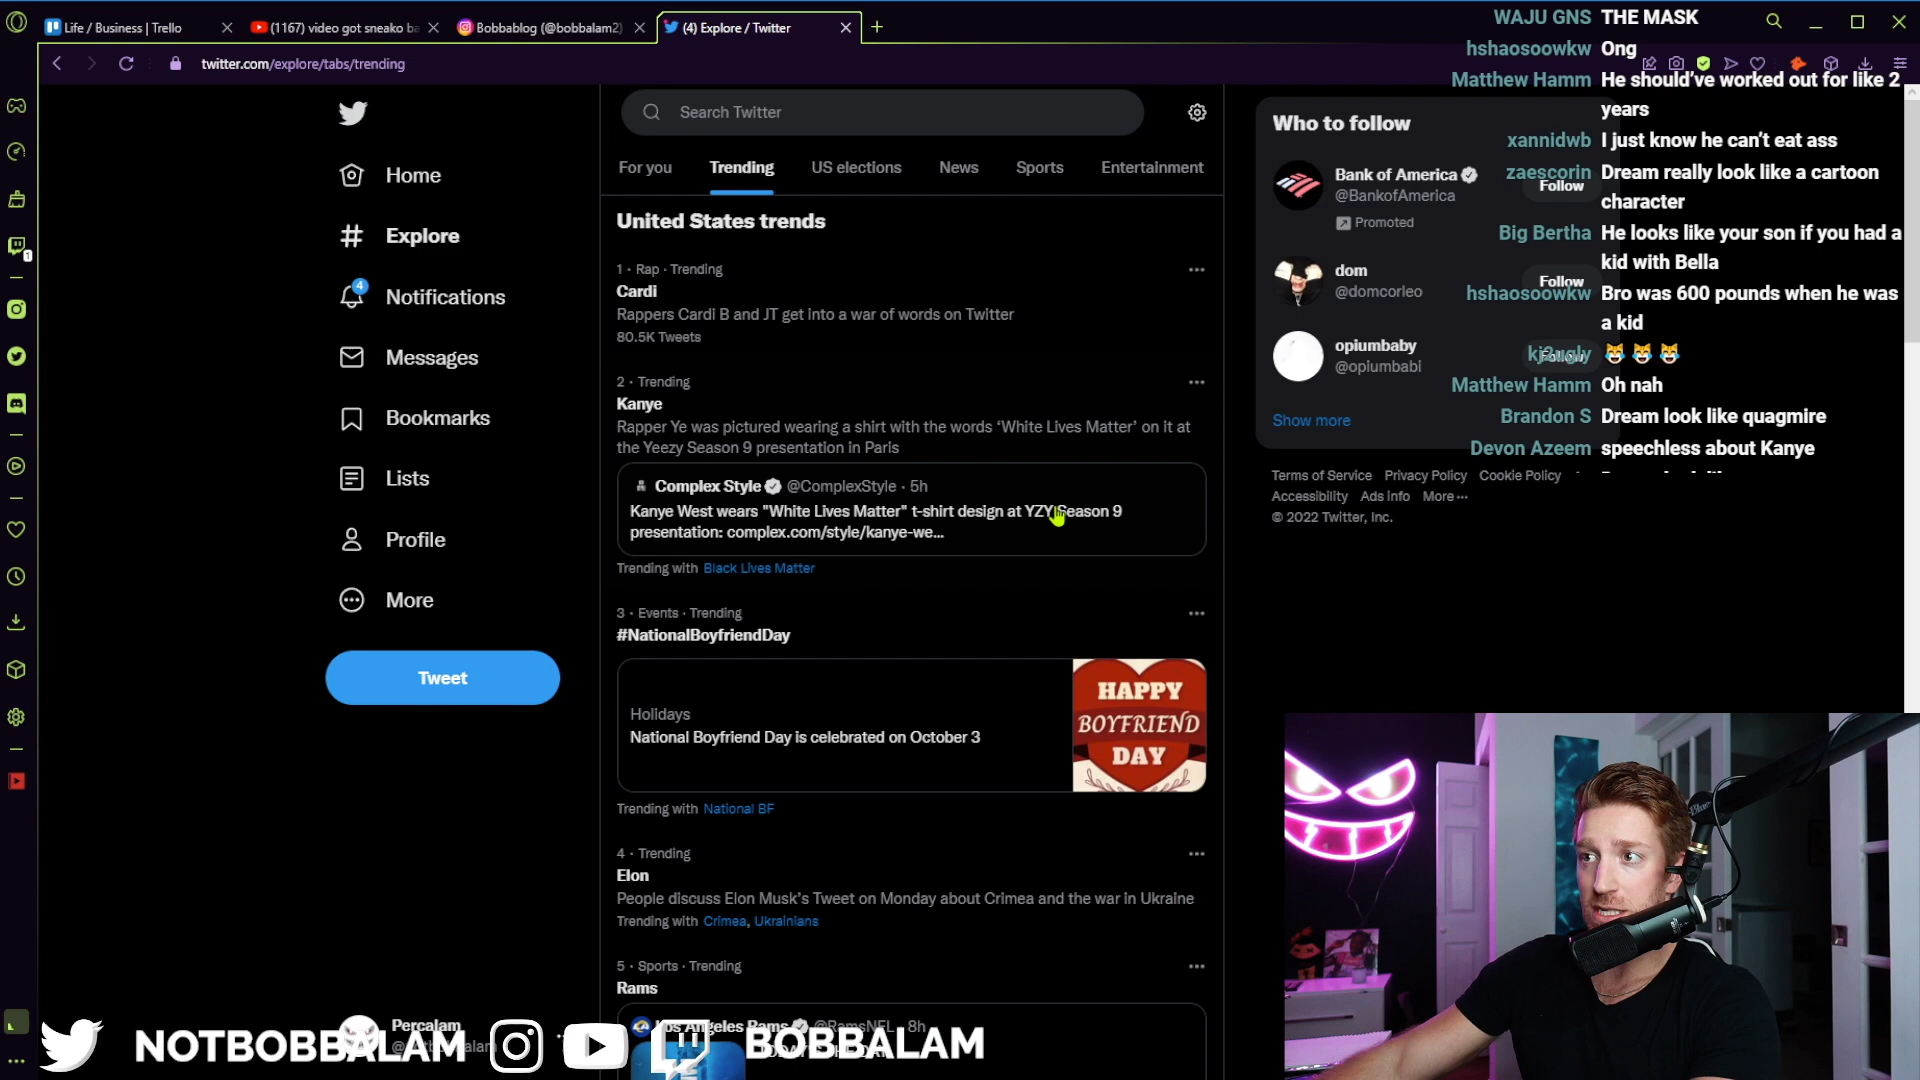 Life / Business | Trello
(1167) video got sneako ba
Bobbablog (@bobbalam2)
(4) Explore / Twitter
twitter.com/explore/tabs/trending
Home
Explore
4
Notifications
Messages
Bookmarks
Lists
Profile
More
Tweet
Percalam
Search Twitter
For you
Trending
US elections
News
Sports
Entertainment
United States trends
1 · Rap · Trending
Cardi
Rappers Cardi B and JT get into a war of words on Twitter
80.5K Tweets
2 · Trending
Kanye
Rapper Ye was pictured wearing a shirt with the words ‘White Lives Matter’ on it at
the Yeezy Season 9 presentation in Paris
Complex Style @ComplexStyle · 5h
Kanye West wears "White Lives Matter" t-shirt design at YZY Season 9
presentation: complex.com/style/kanye-we...
Trending with Black Lives Matter
3 · Events · Trending
#NationalBoyfriendDay
Holidays
National Boyfriend Day is celebrated on October 3
HAPPY
BOYFRIEND
DAY
Trending with National BF
4 · Trending
Elon
People discuss Elon Musk’s Tweet on Monday about Crimea and the war in Ukraine
Trending with Crimea, Ukrainians
5 · Sports · Trending
Rams
Los Angeles Rams @RamsNFL · 8h
Who to follow
Bank of America
@BankofAmerica
Promoted
Follow
dom
@domcorleo
Follow
opiumbaby
@opiumbabi
Show more
Terms of Service Privacy Policy Cookie Policy
Accessibility Ads info More
© 2022 Twitter, Inc.
WAJU GNS THE MASK
hshaosoowkw Ong
Matthew Hamm He should’ve worked out for like 2
years
xannidwb I just know he can’t eat ass
zaescorin Dream really look like a cartoon
character
Big Bertha He looks like your son if you had a
kid with Bella
hshaosoowkw Bro was 600 pounds when he was
a kid
kj2ugly 😹 😹 😹
Matthew Hamm Oh nah
Brandon S Dream look like quagmire
Devon Azeem speechless about Kanye
NOTBOBBALAM
BOBBALAM
Blue
1